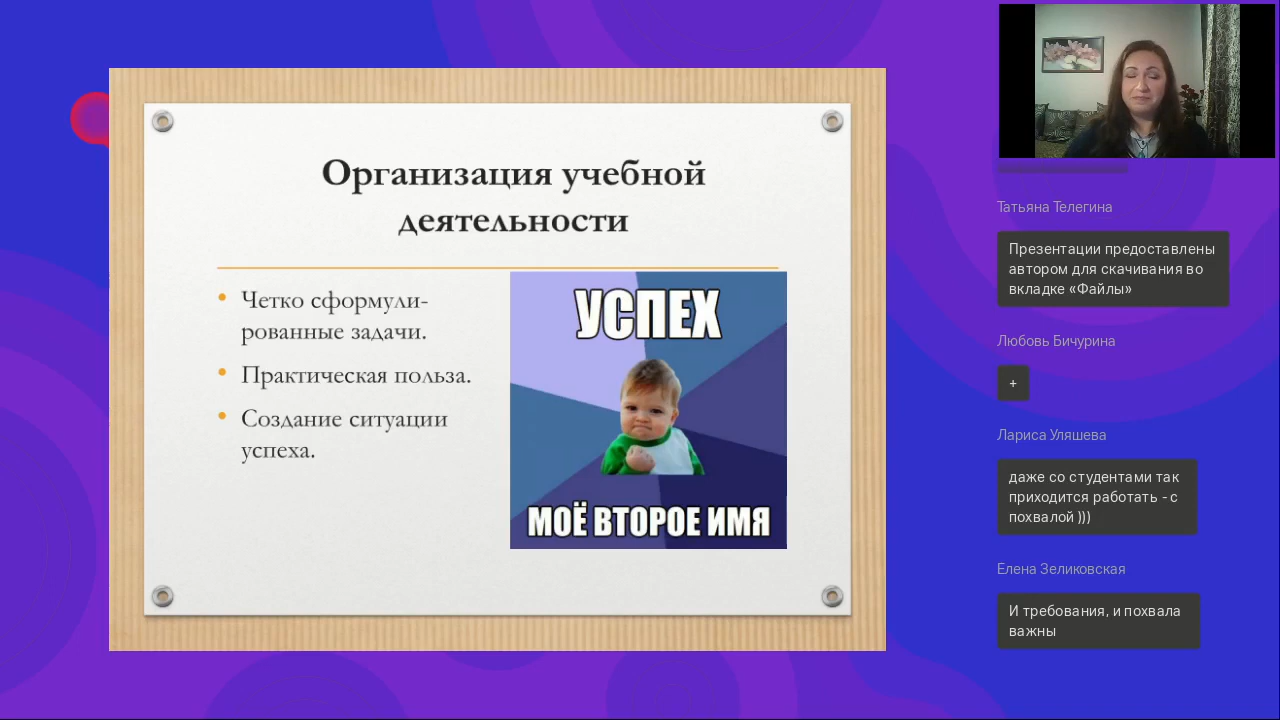 Организация учебной
деятельности
Четко сформули-
рованные задачи.
Практическая польза.
Создание ситуации
успеха.
УСПЕХ
МОЁ ВТОРОЕ ИМЯ
Татьяна Телегина
Презентации предоставлены
автором для скачивания во
вкладке «Файлы»
Любовь Бичурина
+
Лариса Уляшева
даже со студентами так
приходится работать - с
похвалой )))
Елена Зеликовская
И требования, и похвала
важны